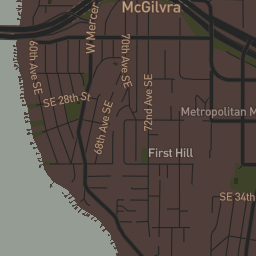 McGilvra
W Mercer
60th Ave SE
70th Ave SE
SE 28th St
68th Ave SE
72nd Ave SE
Metropolitan M
First Hill
SE 34th